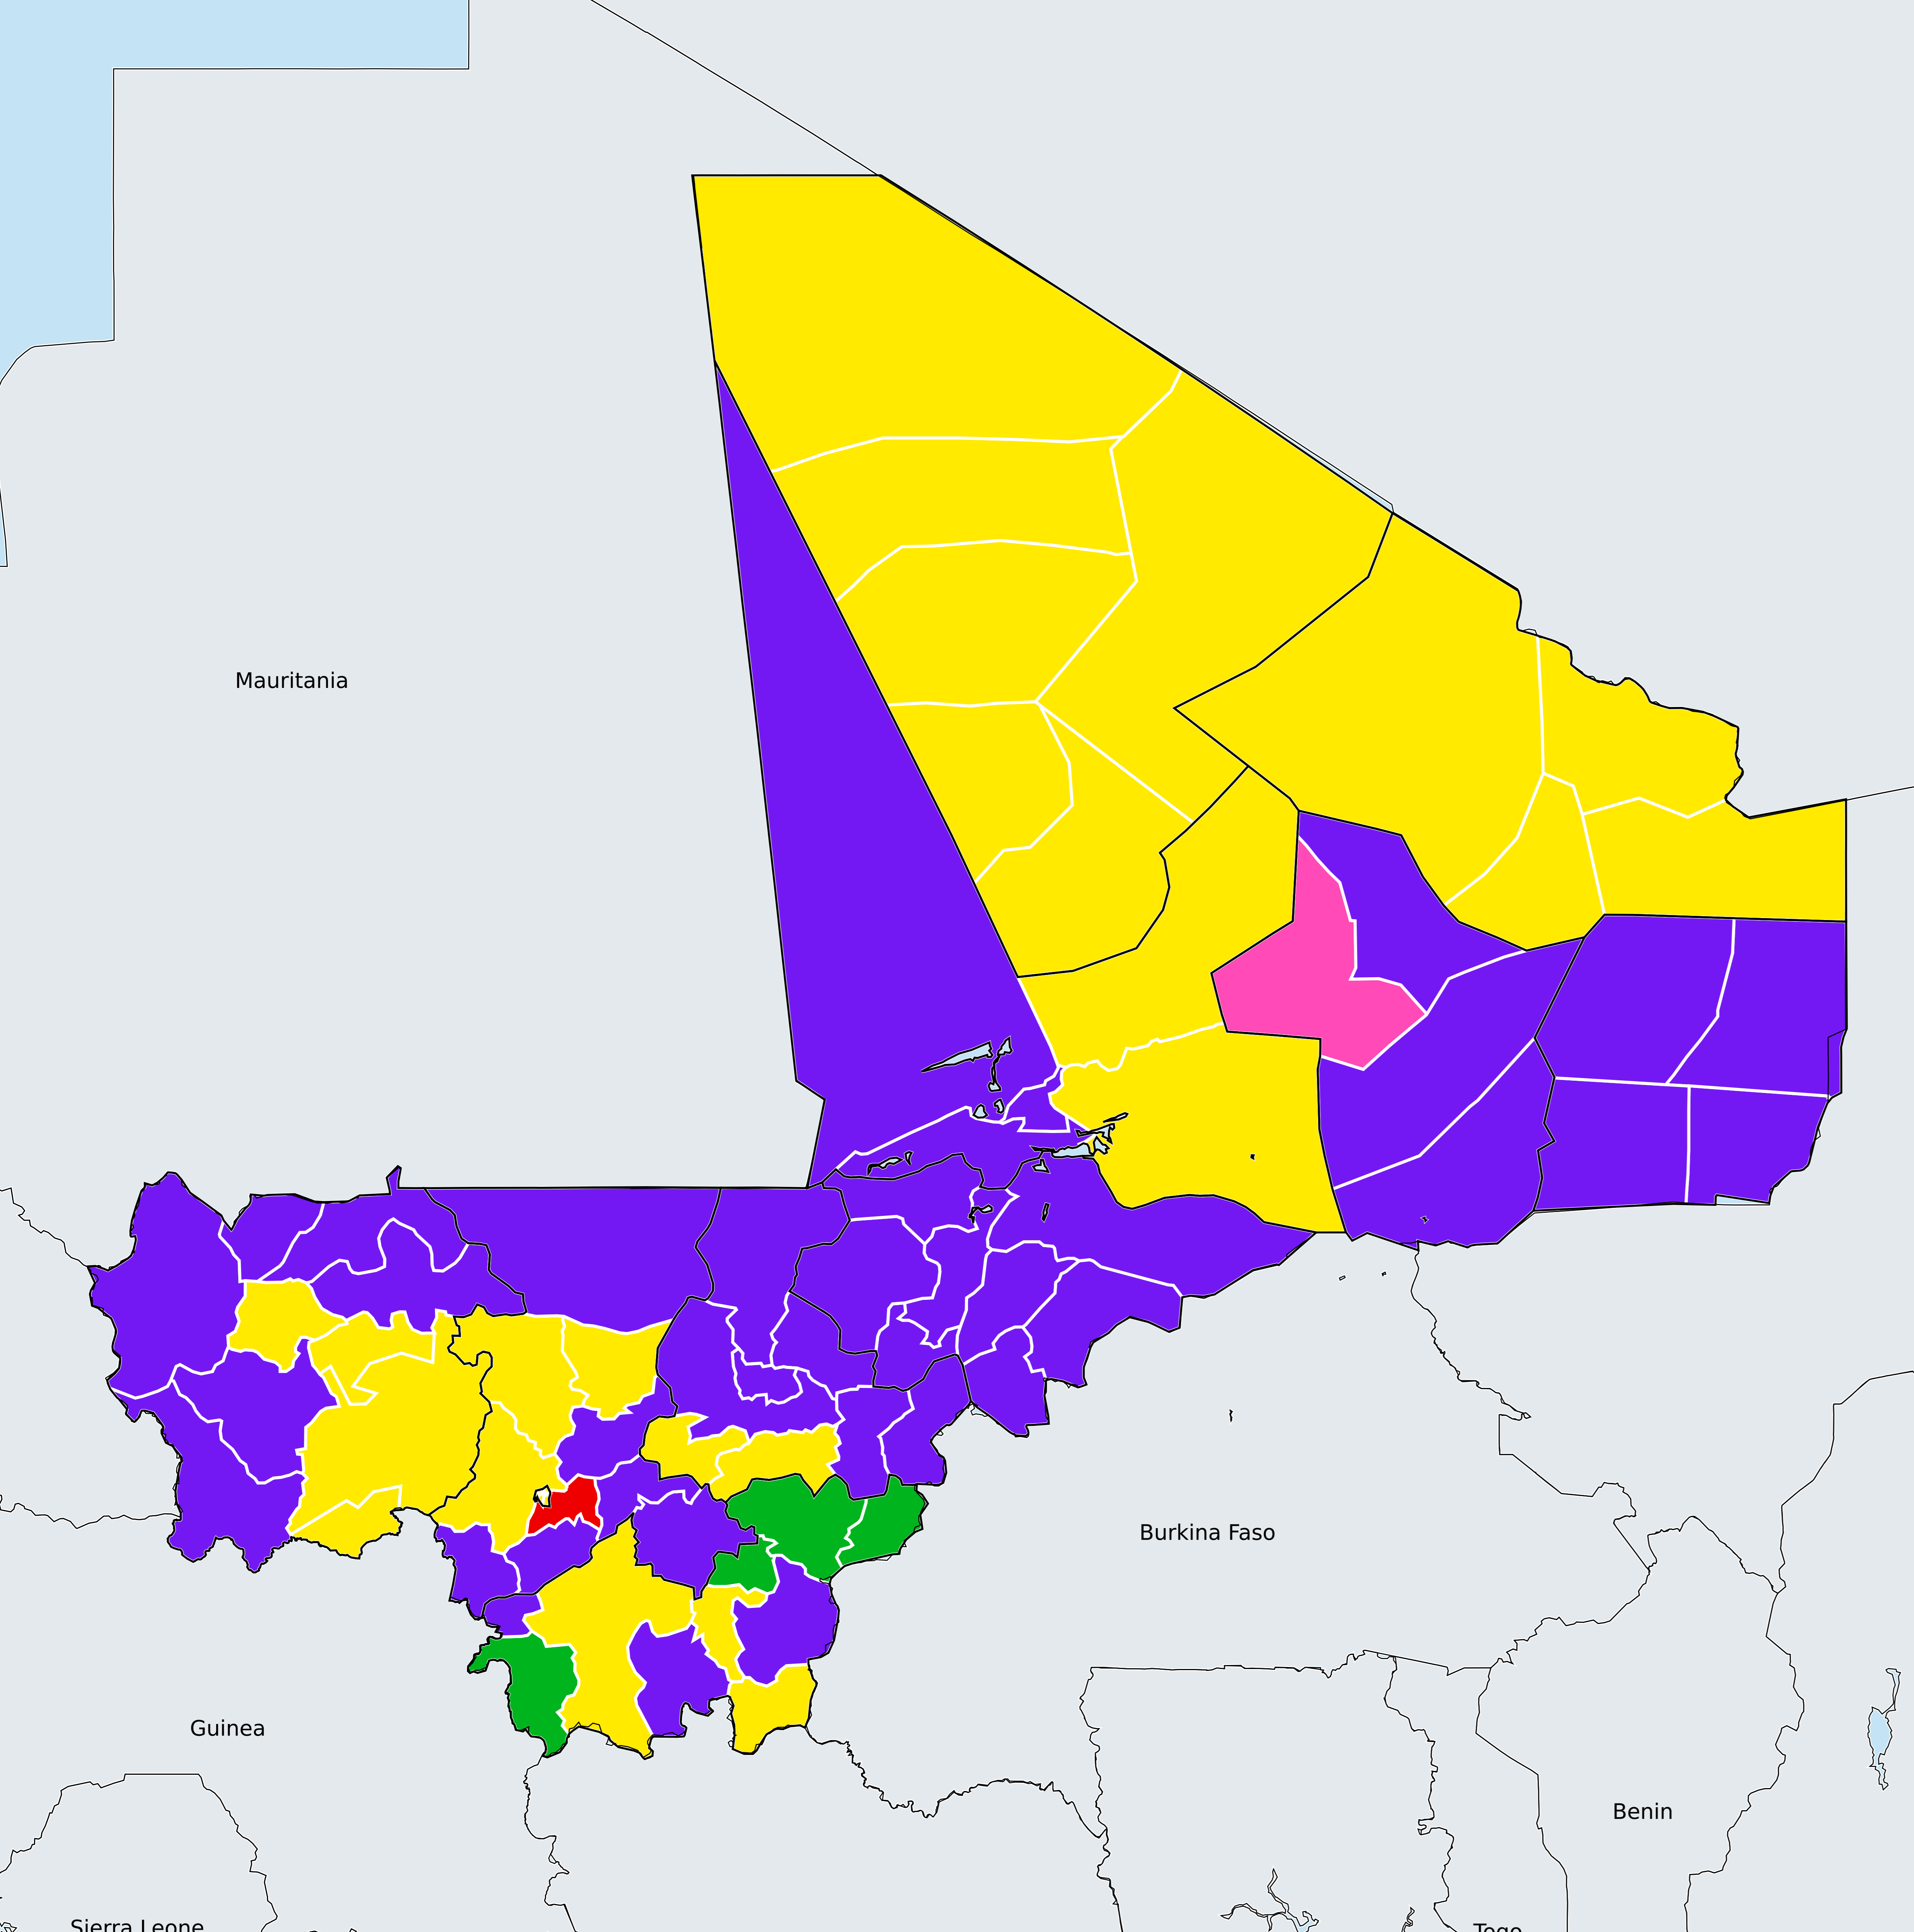 Mauritania
Burkina Faso
Guinea
Benin
Sierra Leone
Togo